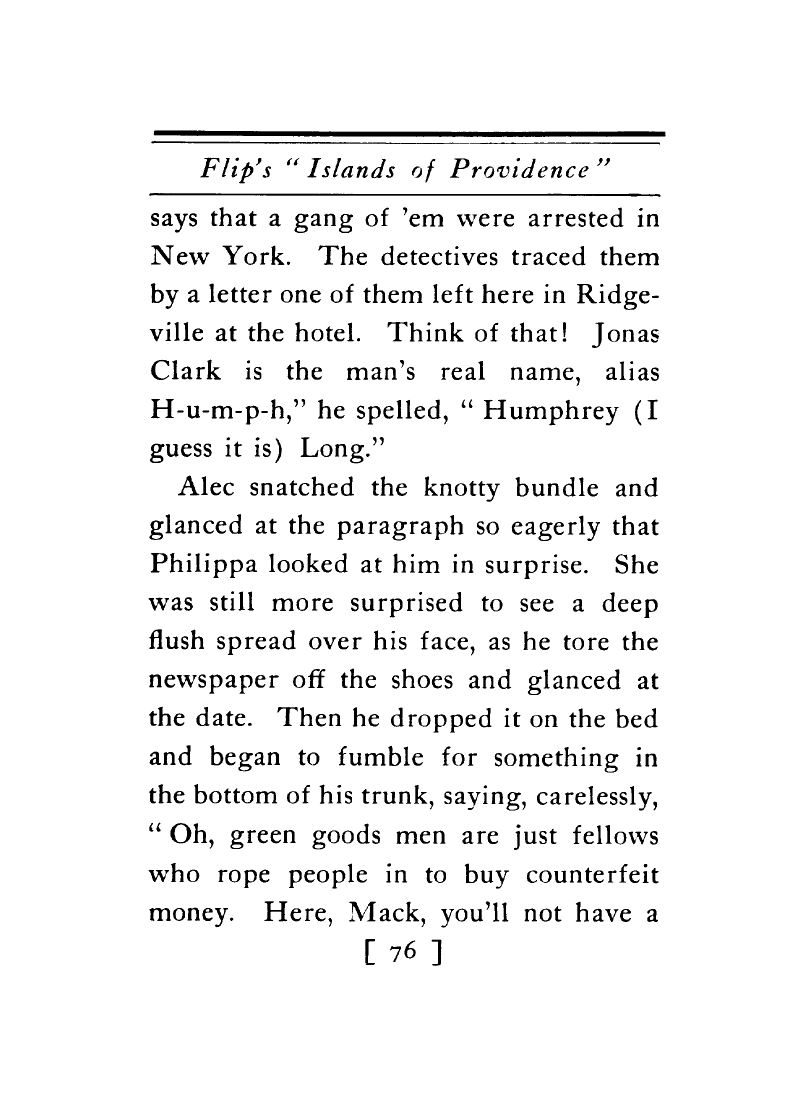 Flip's “ Islands of Providence ”
says that a gang of ’em were arrested in
New York. The detectives traced them
by a letter one of them left here in Ridge-
ville at the hotel. Think of that! Jonas
Clark is the man’s real name, alias
H-u-m-p-h,” he spelled, “ Humphrey (I
guess it is) Long.”
Alec snatched the knotty bundle and
glanced at the paragraph so eagerly that
Philippa looked at him in surprise. She
was still more surprised to see a deep
flush spread over his face, as he tore the
newspaper off the shoes and glanced at
the date. Then he dropped it on the bed
and began to fumble for something in
the bottom of his trunk, saying, carelessly,
“ Oh, green goods men are just fellows
who rope people in to buy counterfeit
money. Here, Mack, you’ll not have a
[ 76 ]